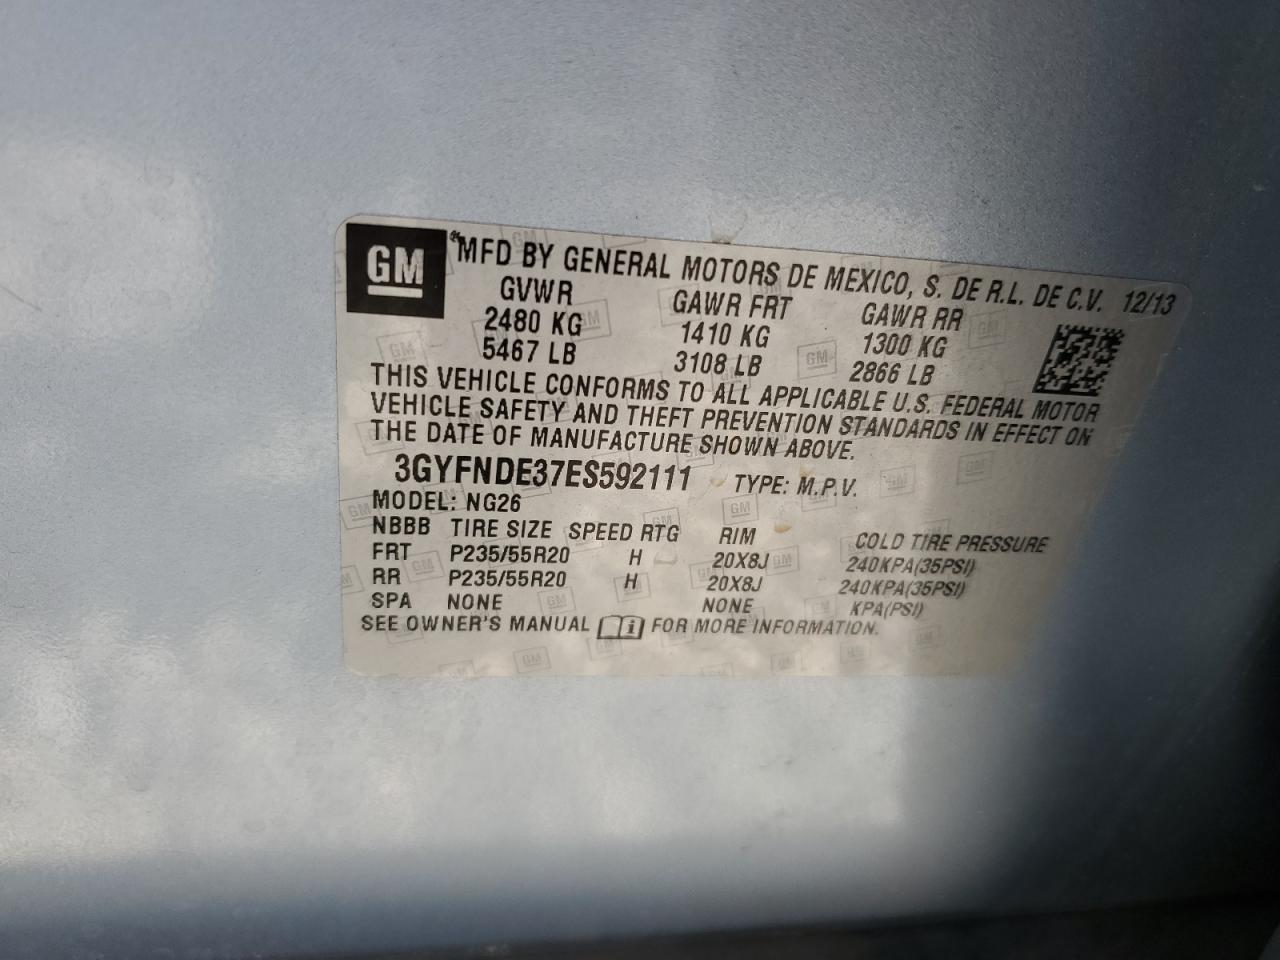 GM MFD BY GENERAL MOTORS DE MEXICO, S. DE R.L. DE C.V. 12/13
GVWR GAWR FRT GAWR RR
2480 KG 1410 KG 1300 KG
5467 LB 3108 LB 2866 LB
THIS VEHICLE CONFORMS TO ALL APPLICABLE U.S. FEDERAL MOTOR
VEHICLE SAFETY AND THEFT PREVENTION STANDARDS IN EFFECT ON
THE DATE OF MANUFACTURE SHOWN ABOVE.
3GYFNDE37ES592111 TYPE: M.P.V.
MODEL: NG26
NBBB TIRE SIZE SPEED RTG RIM COLD TIRE PRESSURE
FRT P235/55R20 H 20X8J 240KPA(35PSI)
RR P235/55R20 H 20X8J 240KPA(35PSI)
SPA NONE NONE KPA(PSI)
SEE OWNER'S MANUAL FOR MORE INFORMATION.